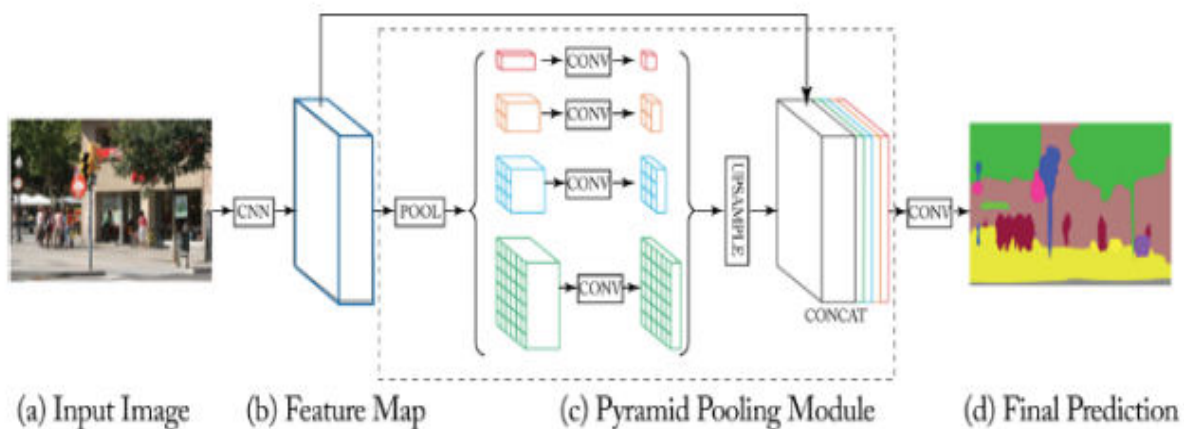 CONV
CONV
CNN
POOL
CONV
UPSAMPLE
CONV
CONV
CONCAT
(a) Input Image
(b) Feature Map
(c) Pyramid Pooling Module
(d) Final Prediction